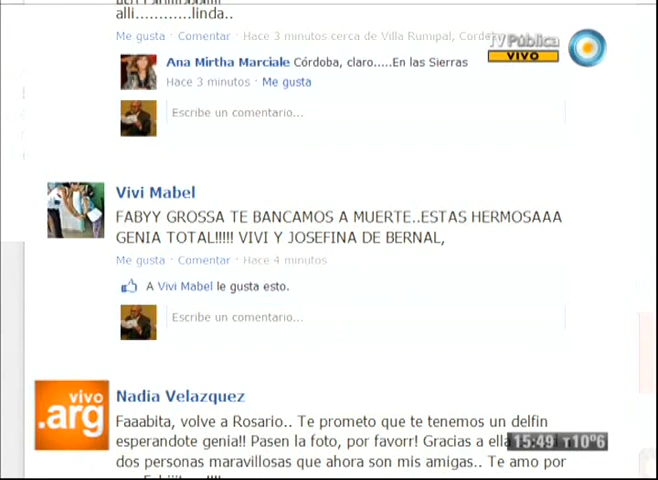 allí............linda..
Me gusta · Comentar · Hace 3 minutos cerca de Villa Rumipal, Cordoba
TV Pública
VIVO
Ana Mirtha Marciale Córdoba, claro.....En las Sierras
Hace 3 minutos · Me gusta
Escribe un comentario...
Vivi Mabel
FABYY GROSSA TE BANCAMOS A MUERTE..ESTAS HERMOSAAA
GENIA TOTAL!!!!! VIVI Y JOSEFINA DE BERNAL,
Me gusta · Comentar · Hace 4 minutos
A Vivi Mabel le gusta esto.
Escribe un comentario...
vivo
.arg
Nadia Velazquez
Faaabita, volve a Rosario.. Te prometo que te tenemos un delfin
esperandote genia!! Pasen la foto, por favorr! Gracias a ella
15:49 T10°6
dos personas maravillosas que ahora son mis amigas.. Te amo por